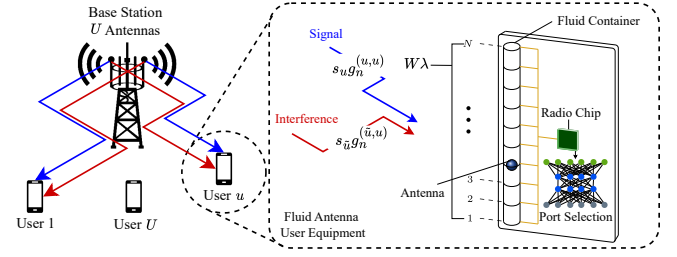 Base Station
U Antennas
User 1
User U
User u
Signal
s_u g_n^{(u,u)}
Interference
s_{ũ} g_n^{(ũ,u)}
Fluid Antenna
User Equipment
Wλ
N
3
2
1
Antenna
Fluid Container
Radio Chip
Port Selection